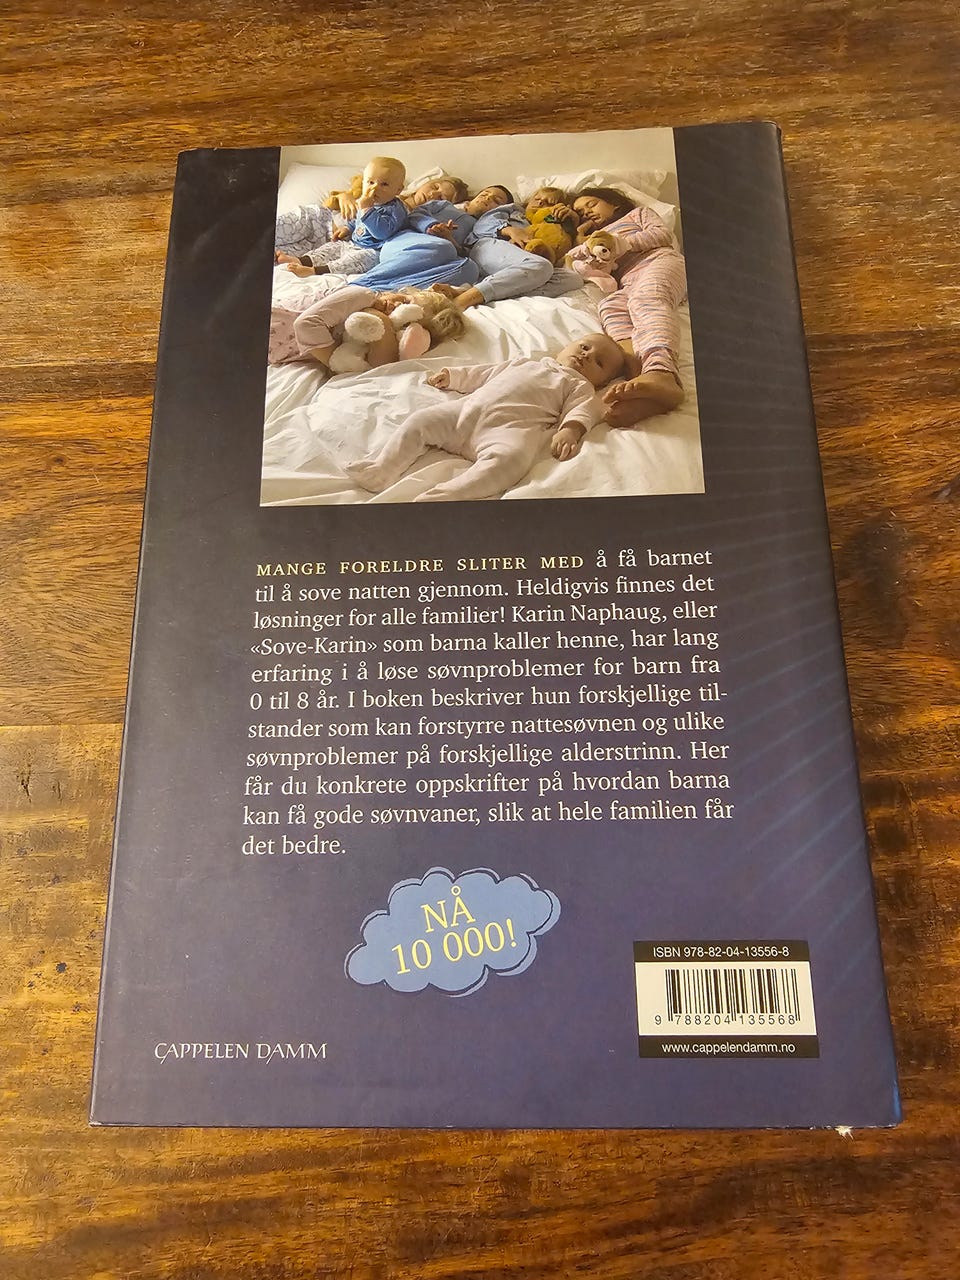 MANGE FORELDRE SLITER MED å få barnet
til å sove natten gjennom. Heldigvis finnes det
løsninger for alle familier! Karin Naphaug, eller
«Sove-Karin» som barna kaller henne, har lang
erfaring i å løse søvnproblemer for barn fra
0 til 8 år. I boken beskriver hun forskjellige til-
stander som kan forstyrre nattesøvnen og ulike
søvnproblemer på forskjellige alderstrinn. Her
får du konkrete oppskrifter på hvordan barna
kan få gode søvnvaner, slik at hele familien får
det bedre.
NÅ
10 000!
ISBN 978-82-04-13556-8
9 788204 135568
www.cappelendamm.no
CAPPELEN DAMM